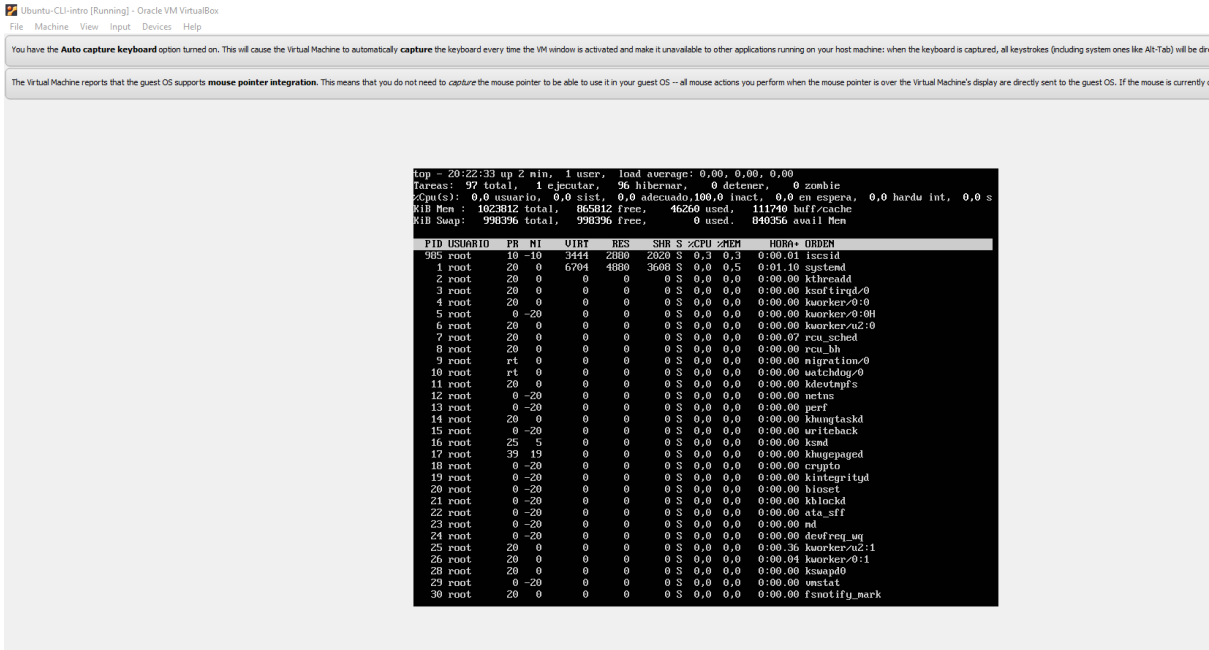 Ubuntu-CLI-intro [Running] - Oracle VM VirtualBox
File Machine View Input Devices Help
You have the Auto capture keyboard option turned on. This will cause the Virtual Machine to automatically capture the keyboard every time the VM window is activated and make it unavailable to other applications running on your host machine: when the keyboard is captured, all keystrokes (including system ones like Alt-Tab) will be dire
The Virtual Machine reports that the guest OS supports mouse pointer integration. This means that you do not need to capture the mouse pointer to be able to use it in your guest OS -- all mouse actions you perform when the mouse pointer is over the Virtual Machine's display are directly sent to the guest OS. If the mouse is currently c
top - 20:22:33 up 2 min, 1 user, load average: 0,00, 0,00, 0,00
Tareas: 97 total, 1 ejecutar, 96 hibernar, 0 detener, 0 zombie
%Cpu(s): 0,0 usuario, 0,0 sist, 0,0 adecuado,100,0 inact, 0,0 en espera, 0,0 hardw int, 0,0 s
KiB Mem : 1023812 total, 865812 free, 46260 used, 111740 buff/cache
KiB Swap: 998396 total, 998396 free, 0 used. 840356 avail Mem
PID USUARIO PR NI VIRT RES SHR S %CPU %MEM HORA+ ORDEN
985 root 10 -10 3444 2880 2020 S 0,3 0,3 0:00.01 iscsid
1 root 20 0 6704 4880 3608 S 0,0 0,5 0:01.10 systemd
2 root 20 0 0 0 0 S 0,0 0,0 0:00.00 kthreadd
3 root 20 0 0 0 0 S 0,0 0,0 0:00.00 ksoftirqd/0
4 root 20 0 0 0 0 S 0,0 0,0 0:00.00 kworker/0:0
5 root 0 -20 0 0 0 S 0,0 0,0 0:00.00 kworker/0:0H
6 root 20 0 0 0 0 S 0,0 0,0 0:00.00 kworker/u2:0
7 root 20 0 0 0 0 S 0,0 0,0 0:00.07 rcu_sched
8 root 20 0 0 0 0 S 0,0 0,0 0:00.00 rcu_bh
9 root rt 0 0 0 0 S 0,0 0,0 0:00.00 migration/0
10 root rt 0 0 0 0 S 0,0 0,0 0:00.00 watchdog/0
11 root 20 0 0 0 0 S 0,0 0,0 0:00.00 kdevtmpfs
12 root 0 -20 0 0 0 S 0,0 0,0 0:00.00 netns
13 root 0 -20 0 0 0 S 0,0 0,0 0:00.00 perf
14 root 20 0 0 0 0 S 0,0 0,0 0:00.00 khungtaskd
15 root 0 -20 0 0 0 S 0,0 0,0 0:00.00 writeback
16 root 25 5 0 0 0 S 0,0 0,0 0:00.00 ksmd
17 root 39 19 0 0 0 S 0,0 0,0 0:00.00 khugepaged
18 root 0 -20 0 0 0 S 0,0 0,0 0:00.00 crypto
19 root 0 -20 0 0 0 S 0,0 0,0 0:00.00 kintegrityd
20 root 0 -20 0 0 0 S 0,0 0,0 0:00.00 bioset
21 root 0 -20 0 0 0 S 0,0 0,0 0:00.00 kblockd
22 root 0 -20 0 0 0 S 0,0 0,0 0:00.00 ata_sff
23 root 0 -20 0 0 0 S 0,0 0,0 0:00.00 md
24 root 0 -20 0 0 0 S 0,0 0,0 0:00.00 devfreq_wq
25 root 20 0 0 0 0 S 0,0 0,0 0:00.36 kworker/u2:1
26 root 20 0 0 0 0 S 0,0 0,0 0:00.04 kworker/0:1
28 root 20 0 0 0 0 S 0,0 0,0 0:00.00 kswapd0
29 root 0 -20 0 0 0 S 0,0 0,0 0:00.00 vmstat
30 root 20 0 0 0 0 S 0,0 0,0 0:00.00 fsnotify_mark